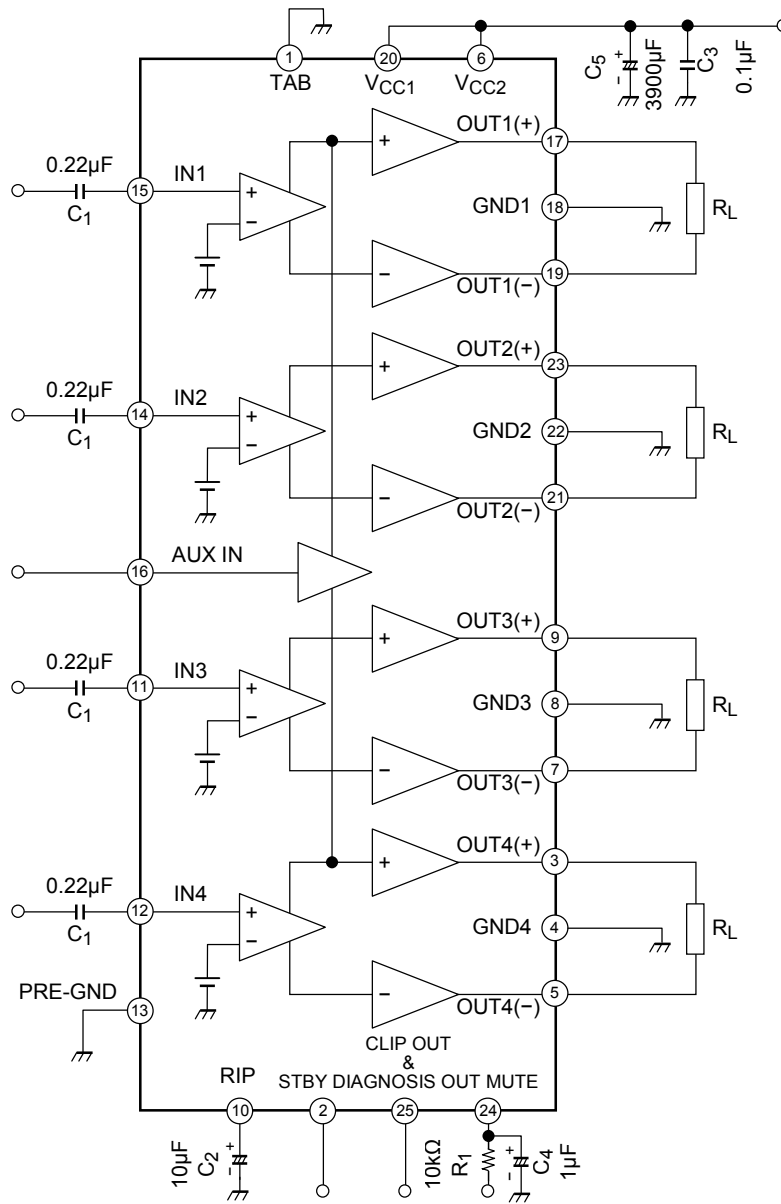 1
TAB
20
VCC1
6
VCC2
C5
+
−
3900μF
C3
0.1μF
0.22μF
C1
15
IN1
+
−
+
−
OUT1(+)
17
GND1
18
19
OUT1(−)
RL
0.22μF
C1
14
IN2
+
−
+
−
OUT2(+)
23
GND2
22
21
OUT2(−)
RL
16
AUX IN
0.22μF
C1
11
IN3
+
−
+
−
OUT3(+)
9
GND3
8
7
OUT3(−)
RL
0.22μF
C1
12
IN4
+
−
+
−
OUT4(+)
3
GND4
4
5
OUT4(−)
RL
PRE-GND
13
CLIP OUT
&
RIP
STBY DIAGNOSIS OUT MUTE
10
2
25
24
10μF
C2
+
−
10kΩ
R1
+
−
C4
1μF